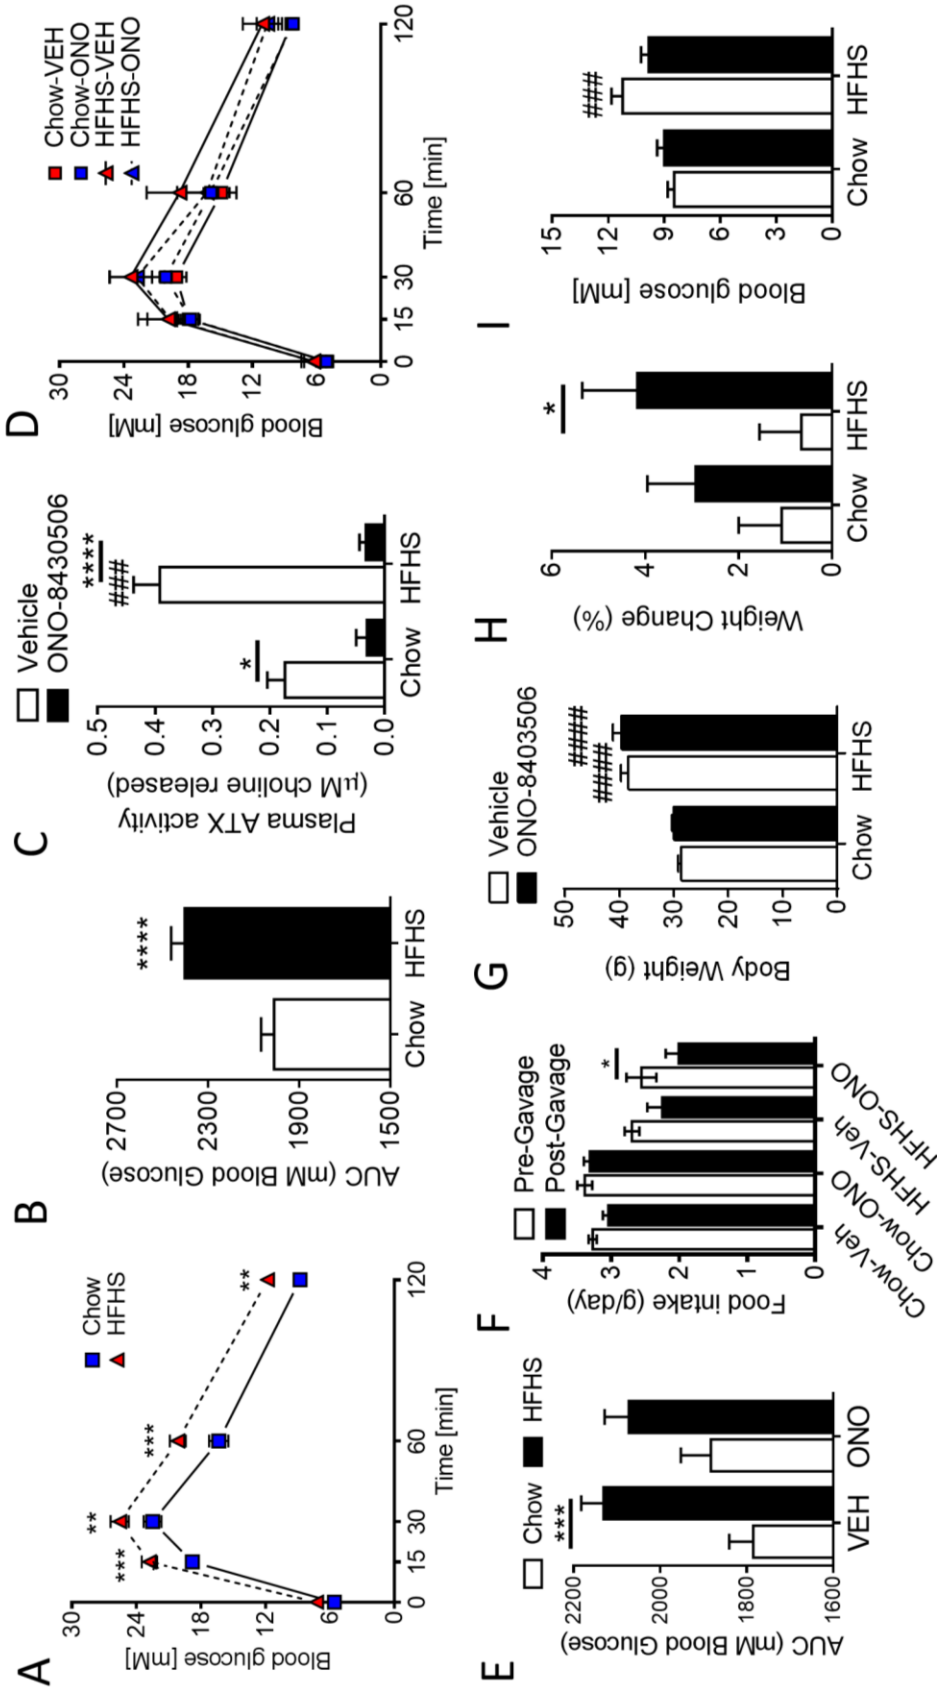 A
Blood glucose [mM]
30
24
18
12
6
0
0
15
30
60
120
Time [min]
Chow
HFHS
***
**
***
**
B
AUC (mM Blood Glucose)
2700
2300
1900
1500
Chow
HFHS
****
C
Plasma ATX activity
(µM choline released)
0.5
0.4
0.3
0.2
0.1
0.0
Vehicle
ONO-8430506
*
****
###
Chow
HFHS
D
Blood glucose [mM]
30
24
18
12
6
0
0
15
30
60
120
Time [min]
Chow-VEH
Chow-ONO
HFHS-VEH
HFHS-ONO
E
AUC (mM Blood Glucose)
2200
2000
1800
1600
Chow
HFHS
***
VEH
ONO
F
Food intake (g/day)
4
3
2
1
0
Pre-Gavage
Post-Gavage
*
Chow-Veh
Chow-ONO
HFHS-Veh
HFHS-ONO
G
Body Weight (g)
50
40
30
20
10
0
Vehicle
ONO-8403506
####
####
Chow
HFHS
H
Weight Change (%)
6
4
2
0
*
Chow
HFHS
I
Blood glucose [mM]
15
12
9
6
3
0
###
Chow
HFHS